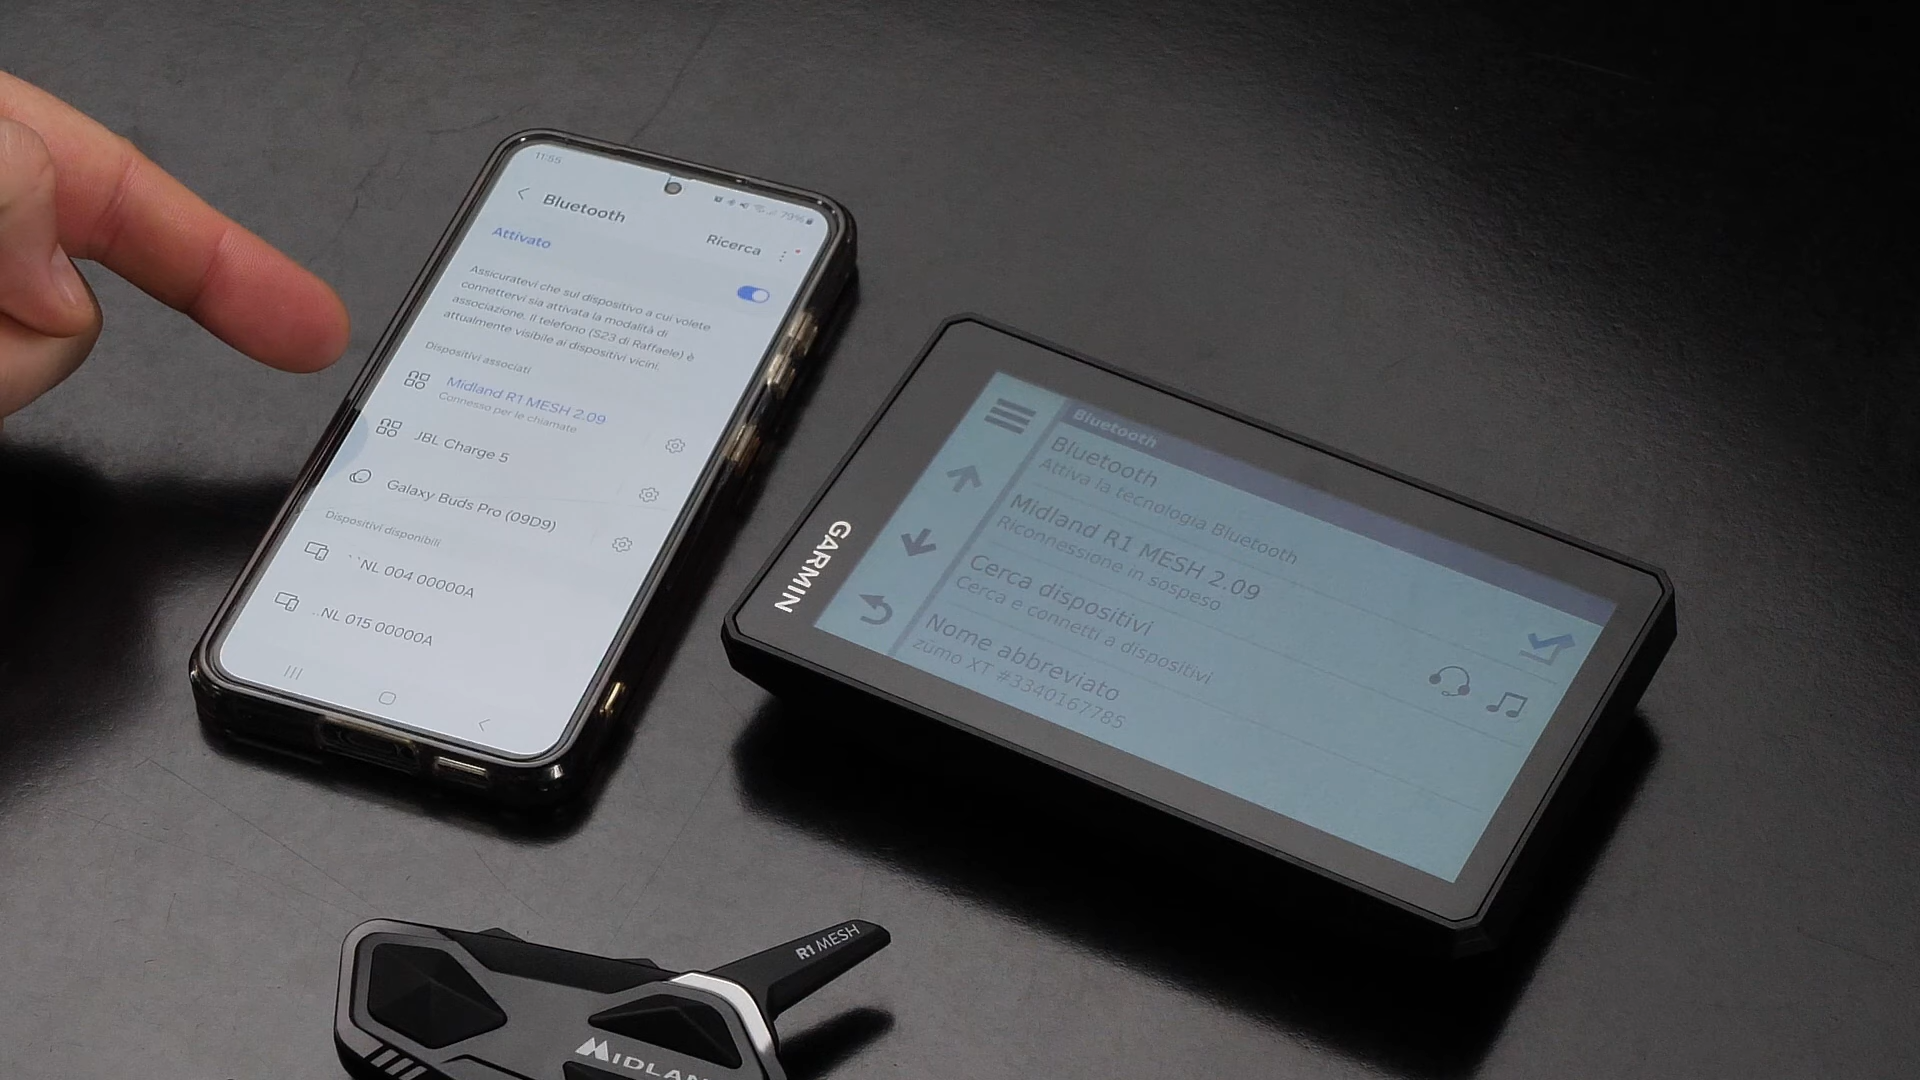 11:55
79%
Bluetooth
Ricerca
Attivato
Assicuratevi che sul dispositivo a cui volete
connettervi sia attivata la modalità di
associazione. Il telefono (S23 di Raffaele) è
attualmente visibile ai dispositivi vicini.
Dispositivi associati
Midland R1 MESH 2.09
Connesso per le chiamate
JBL Charge 5
Galaxy Buds Pro (09D9)
Dispositivi disponibili
``NL 004 00000A
..NL 015 00000A
GARMIN
Bluetooth
Bluetooth
Attiva la tecnologia Bluetooth
Midland R1 MESH 2.09
Riconnessione in sospeso
Cerca dispositivi
Cerca e connetti a dispositivi
Nome abbreviato
zūmo XT #3340167785
R1 MESH
MIDLAN